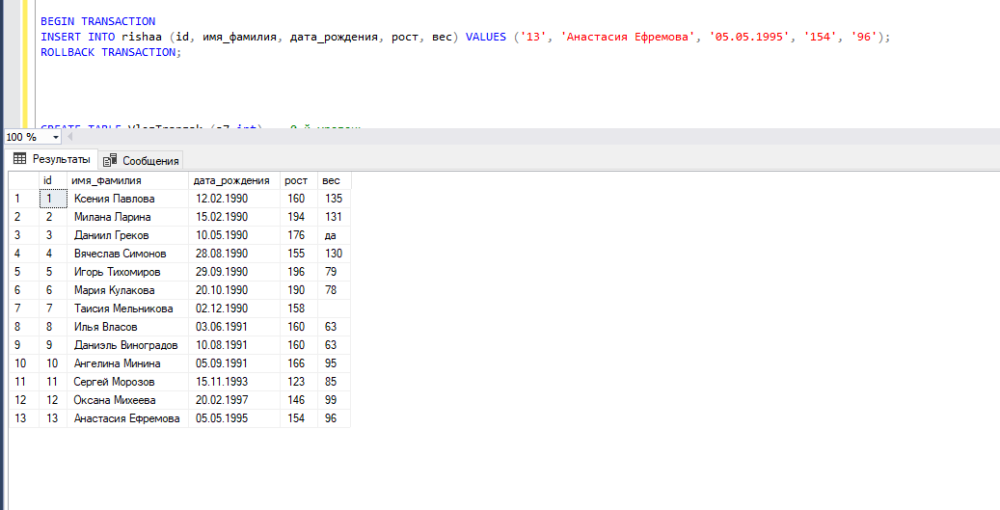 BEGIN TRANSACTION
INSERT INTO rishaa (id, имя_фамилия, дата_рождения, рост, вес) VALUES ('13', 'Анастасия Ефремова', '05.05.1995', '154', '96');
ROLLBACK TRANSACTION;
100 %
Результаты Сообщения
id имя_фамилия дата_рождения рост вес
1 1 Ксения Павлова 12.02.1990 160 135
2 2 Милана Ларина 15.02.1990 194 131
3 3 Даниил Греков 10.05.1990 176 да
4 4 Вячеслав Симонов 28.08.1990 155 130
5 5 Игорь Тихомиров 29.09.1990 196 79
6 6 Мария Кулакова 20.10.1990 190 78
7 7 Таисия Мельникова 02.12.1990 158
8 8 Илья Власов 03.06.1991 160 63
9 9 Даниэль Виноградов 10.08.1991 160 63
10 10 Ангелина Минина 05.09.1991 166 95
11 11 Сергей Морозов 15.11.1993 123 85
12 12 Оксана Михеева 20.02.1997 146 99
13 13 Анастасия Ефремова 05.05.1995 154 96